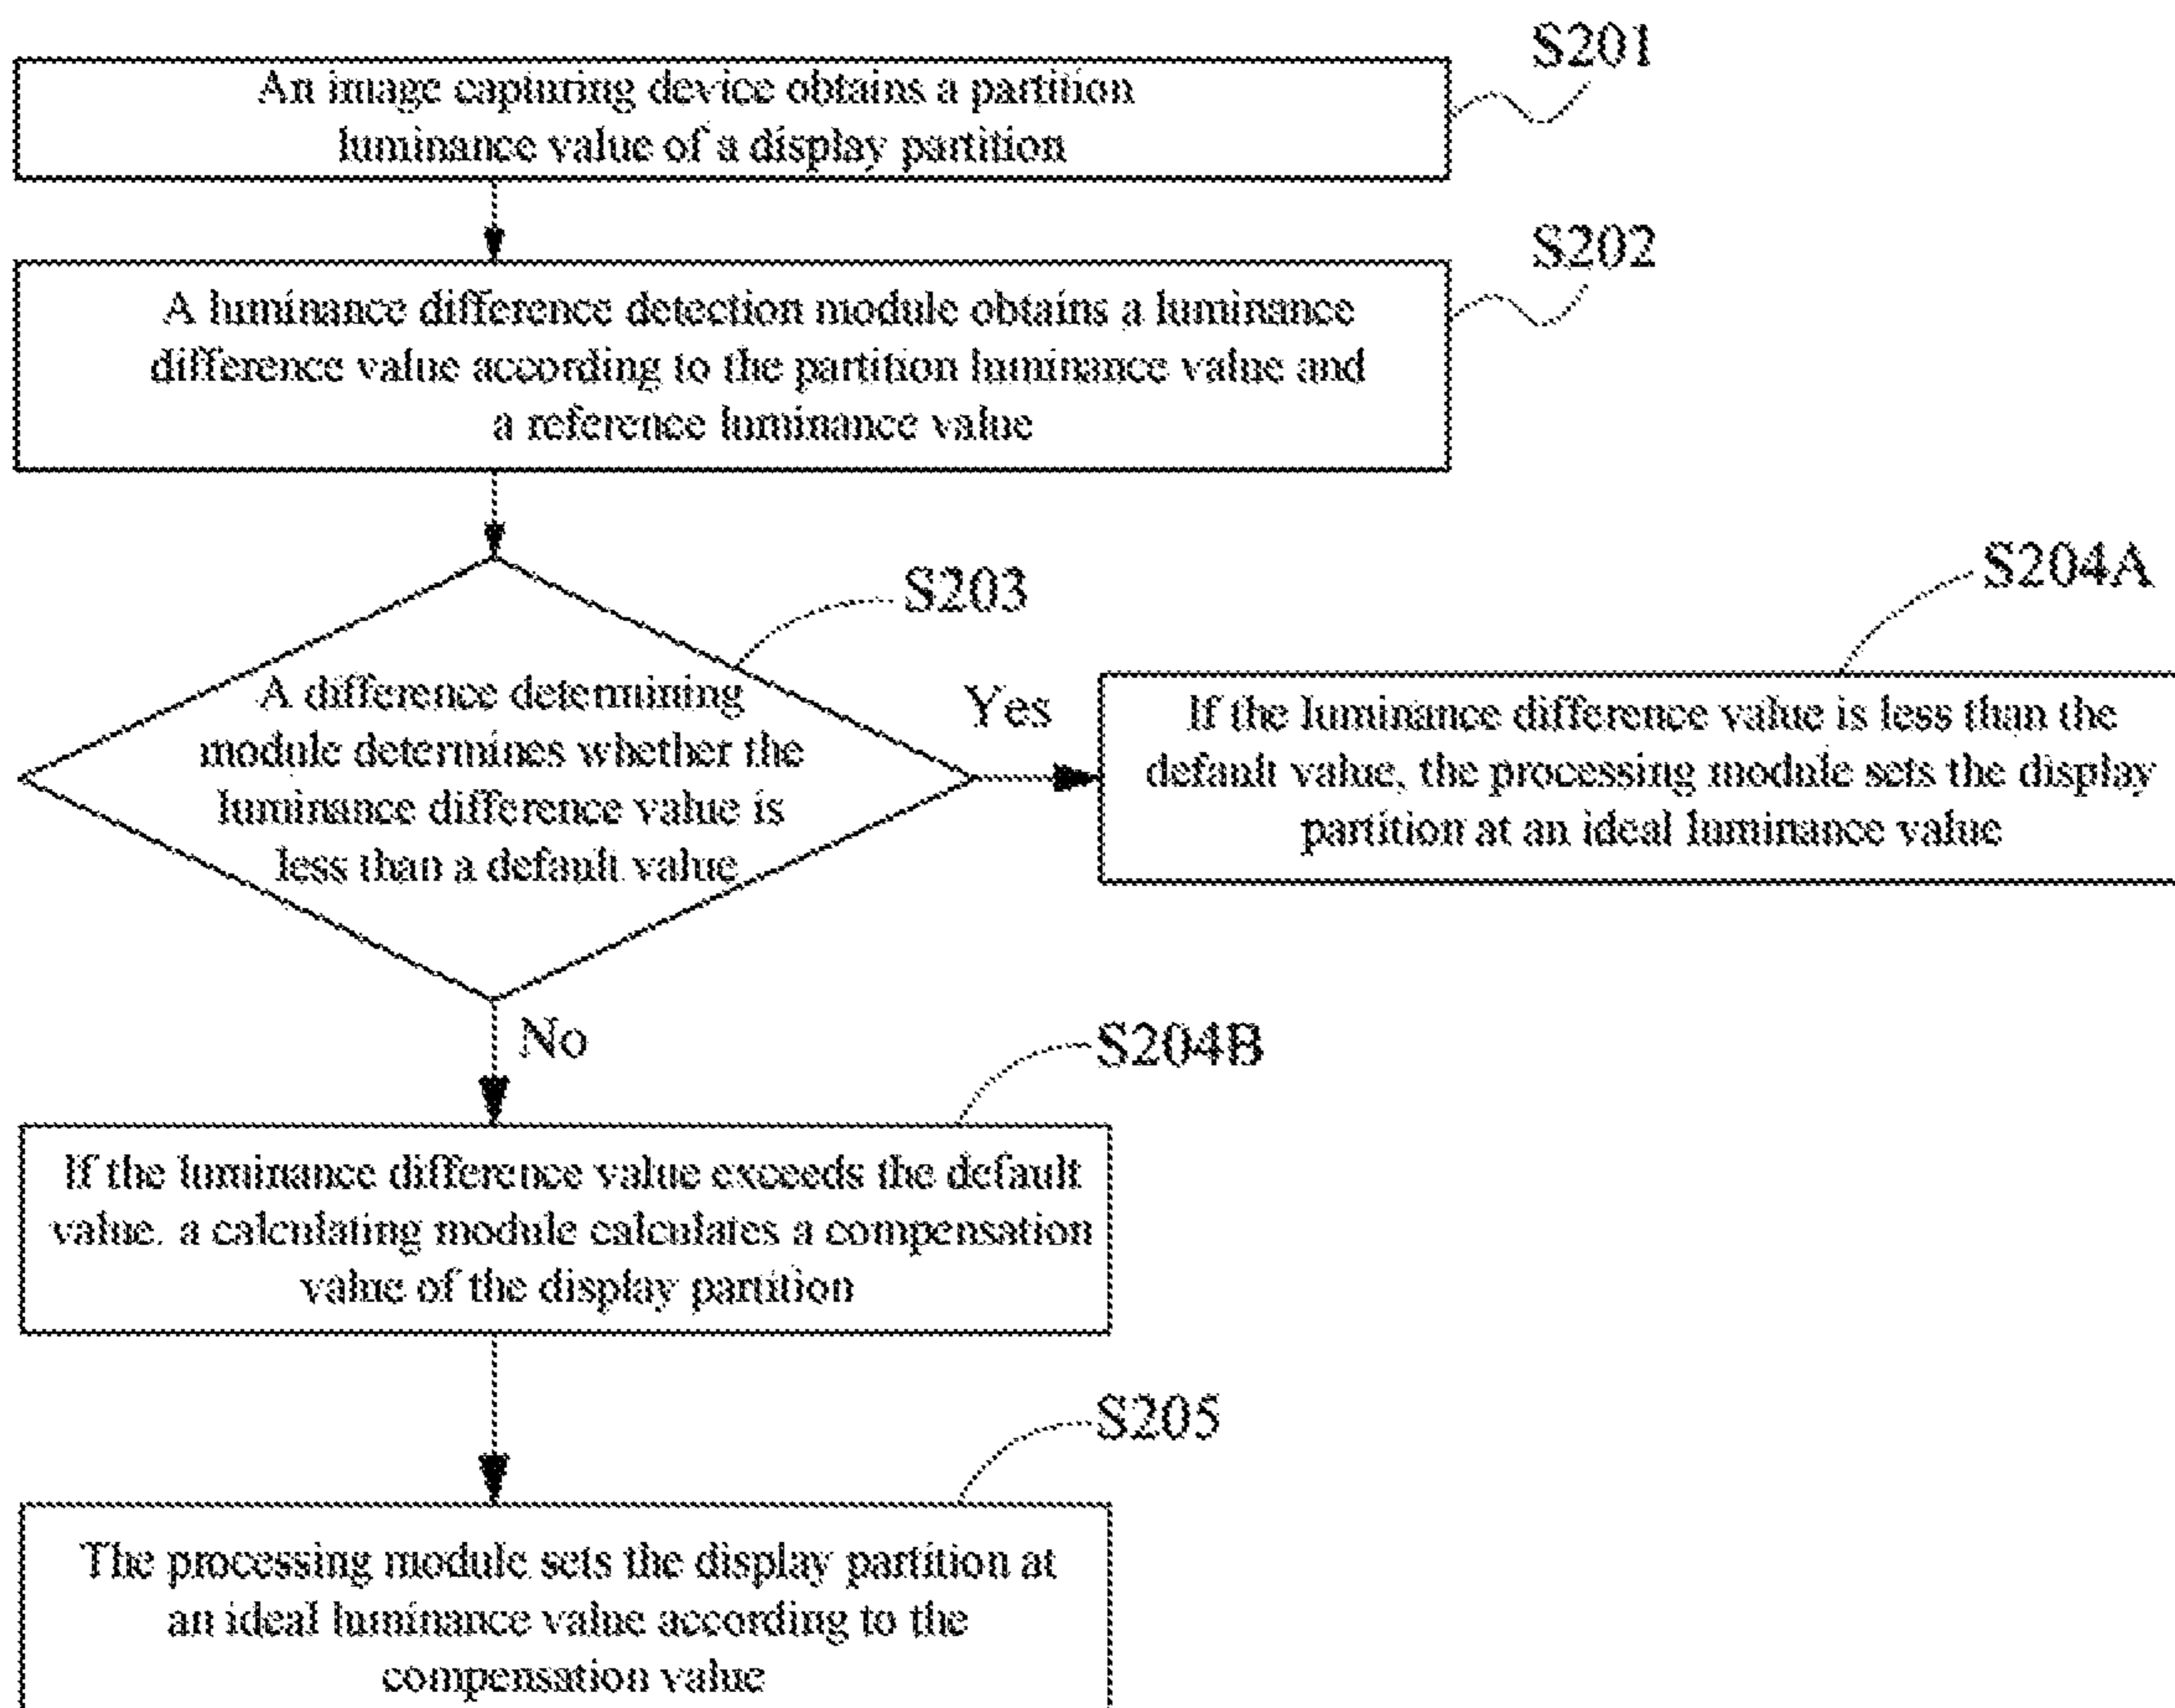 S201
An image capturing device obtains a partition
luminance value of a display partition
S202
A luminance difference detection module obtains a luminance
difference value according to the partition luminance value and
a reference luminance value
S203
A difference determining
module determines whether the
luminance difference value is
less than a default value
Yes
S204A
If the luminance difference value is less than the
default value, the processing module sets the display
partition at an ideal luminance value
No
S204B
If the luminance difference value exceeds the default
value. a calculating module calculates a compensation
value of the display partition
S205
The processing module sets the display partition at
an ideal luminance value according to the
compensation value